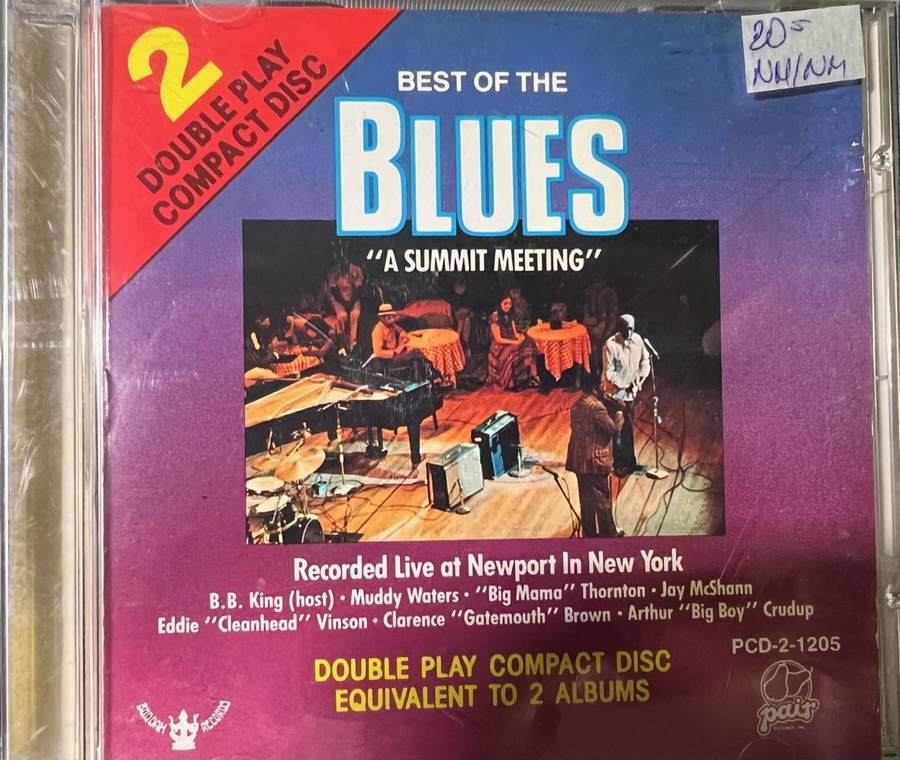 2
DOUBLE PLAY
COMPACT DISC
20-
NM/NM
BEST OF THE
BLUES
"A SUMMIT MEETING"
Recorded Live at Newport In New York
B.B. King (host) • Muddy Waters • "Big Mama" Thornton • Jay McShann
Eddie "Cleanhead" Vinson • Clarence "Gatemouth" Brown • Arthur "Big Boy" Crudup
PCD-2-1205
DOUBLE PLAY COMPACT DISC
EQUIVALENT TO 2 ALBUMS
BUDDAH RECORDS
pair